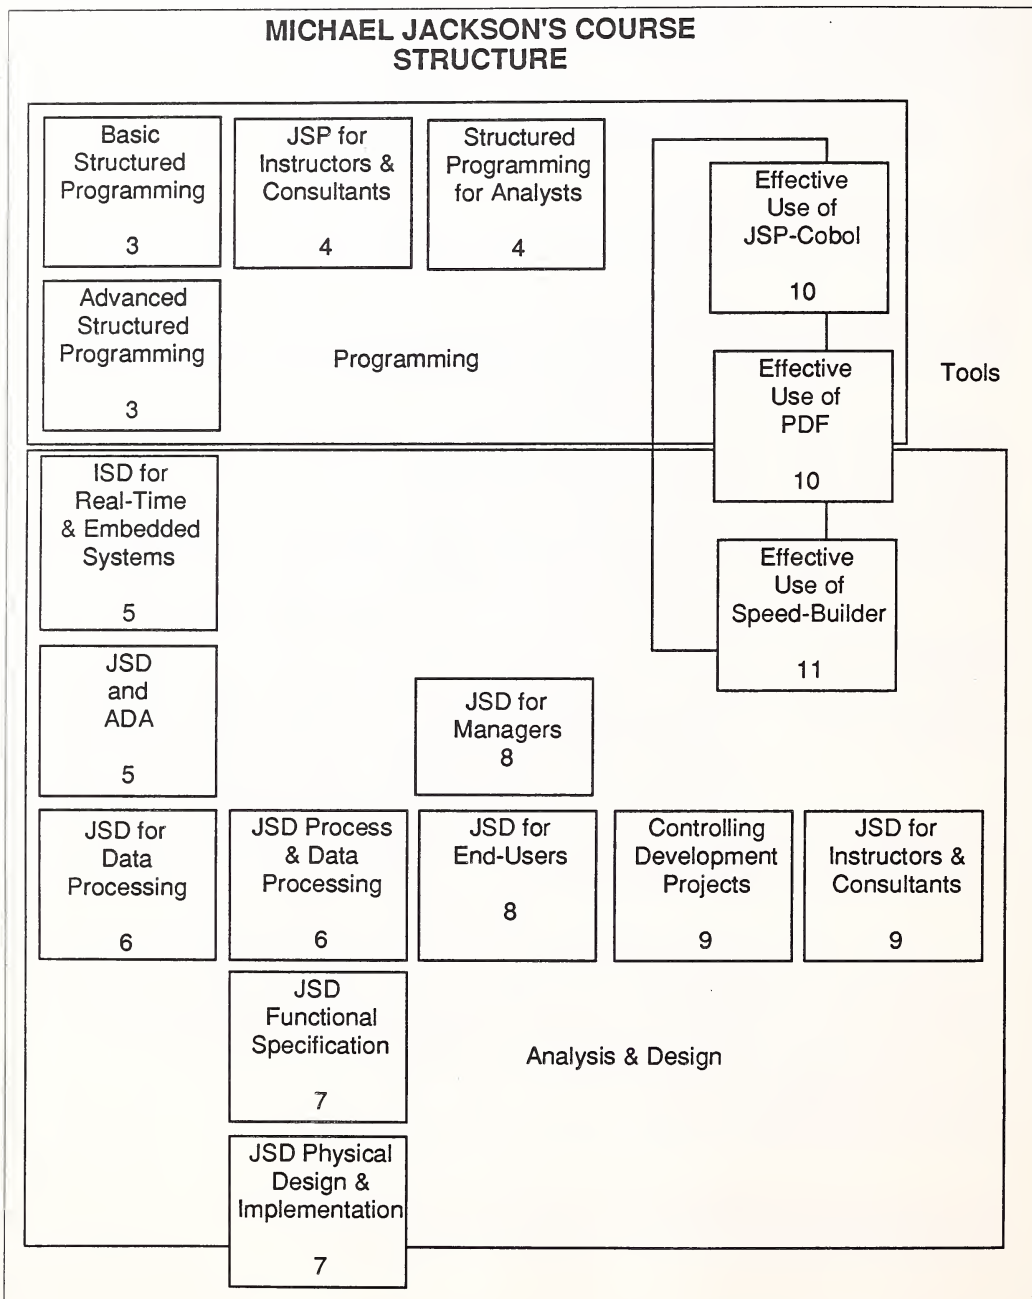 MICHAEL JACKSON'S COURSE
STRUCTURE
Basic
Structured
Programming
3
JSP for
Instructors &
Consultants
4
Structured
Programming
for Analysts
4
Effective
Use of
JSP-Cobol
10
Advanced
Structured
Programming
3
Programming
Effective
Use of
PDF
10
Tools
ISD for
Real-Time
& Embedded
Systems
5
Effective
Use of
Speed-Builder
11
JSD
and
ADA
5
JSD for
Managers
8
JSD for
Data
Processing
6
JSD Process
& Data
Processing
6
JSD for
End-Users
8
Controlling
Development
Projects
9
JSD for
Instructors &
Consultants
9
JSD
Functional
Specification
7
Analysis & Design
JSD Physical
Design &
Implementation
7